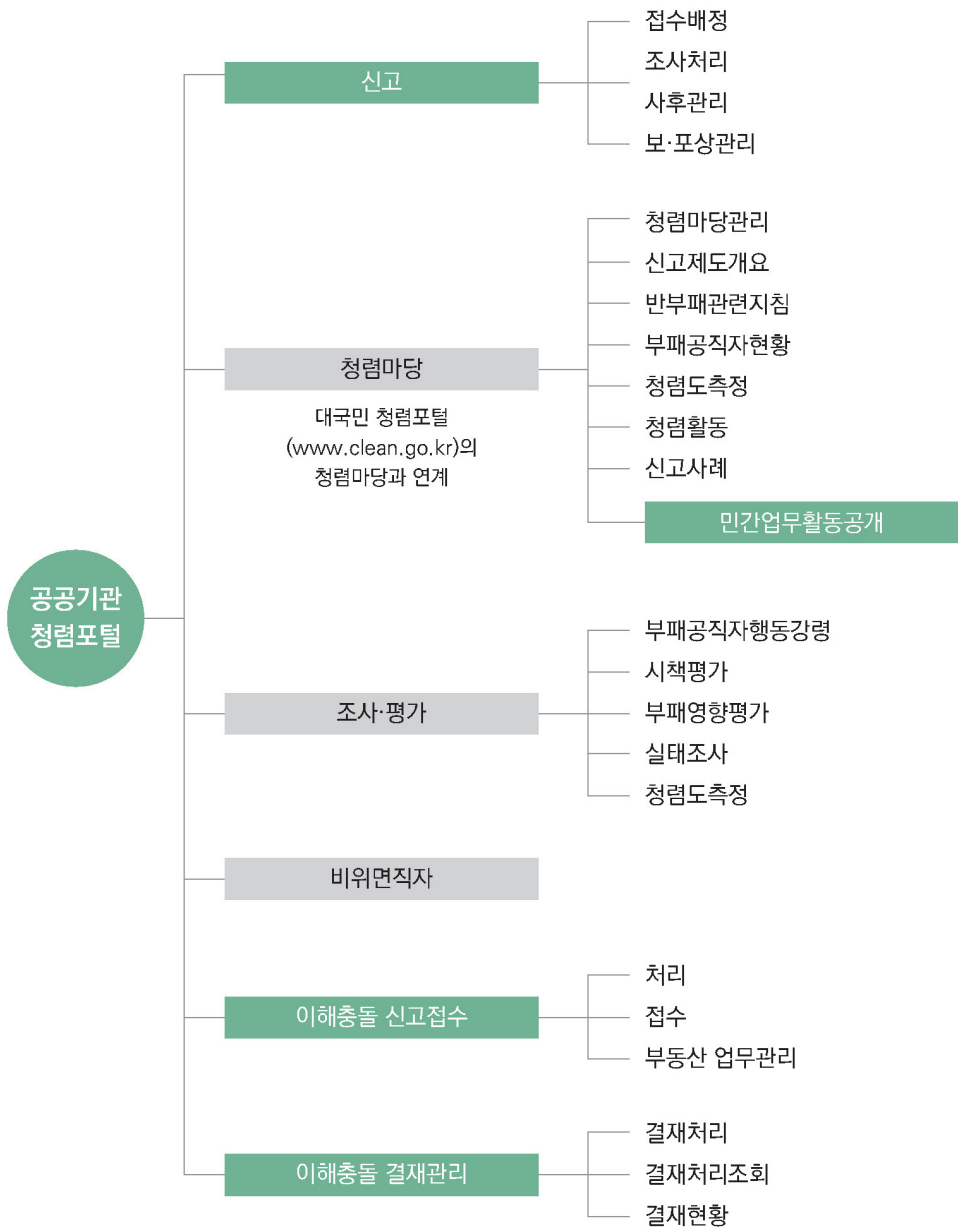 공공기관
청렴포털
신고
접수배정
조사처리
사후관리
보·포상관리
청렴마당
대국민 청렴포털
(www.clean.go.kr)의
청렴마당과 연계
청렴마당관리
신고제도개요
반부패관련지침
부패공직자현황
청렴도측정
청렴활동
신고사례
민간업무활동공개
조사·평가
부패공직자행동강령
시책평가
부패영향평가
실태조사
청렴도측정
비위면직자
이해충돌 신고접수
처리
접수
부동산 업무관리
이해충돌 결재관리
결재처리
결재처리조회
결재현황